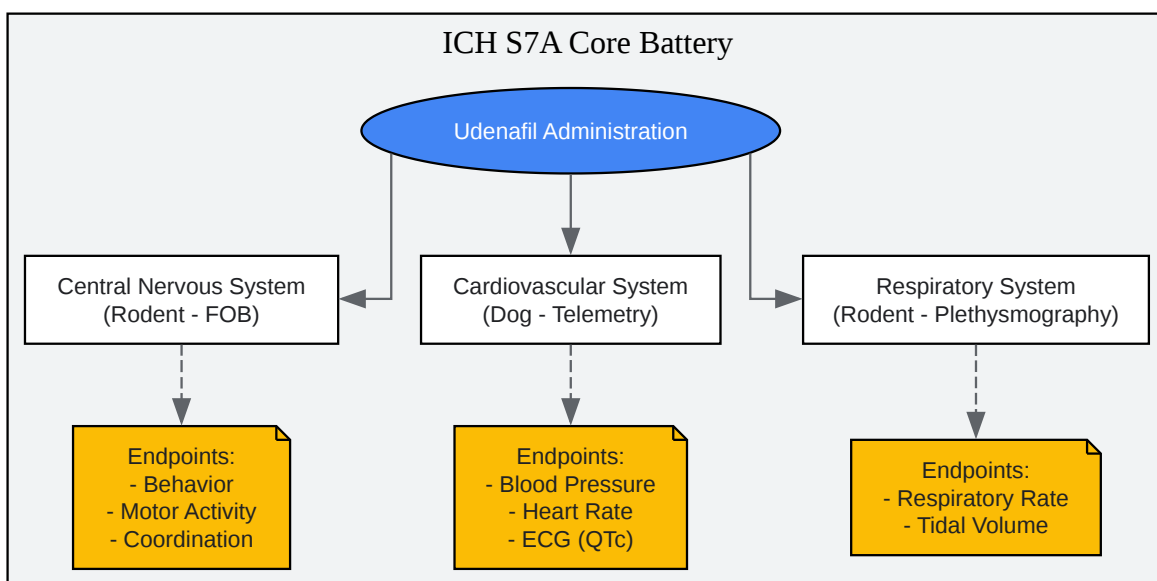 ICH S7A Core Battery
Udenafil Administration
Central Nervous System
(Rodent - FOB)
Cardiovascular System
(Dog - Telemetry)
Respiratory System
(Rodent - Plethysmography)
Endpoints:
- Behavior
- Motor Activity
- Coordination
Endpoints:
- Blood Pressure
- Heart Rate
- ECG (QTc)
Endpoints:
- Respiratory Rate
- Tidal Volume